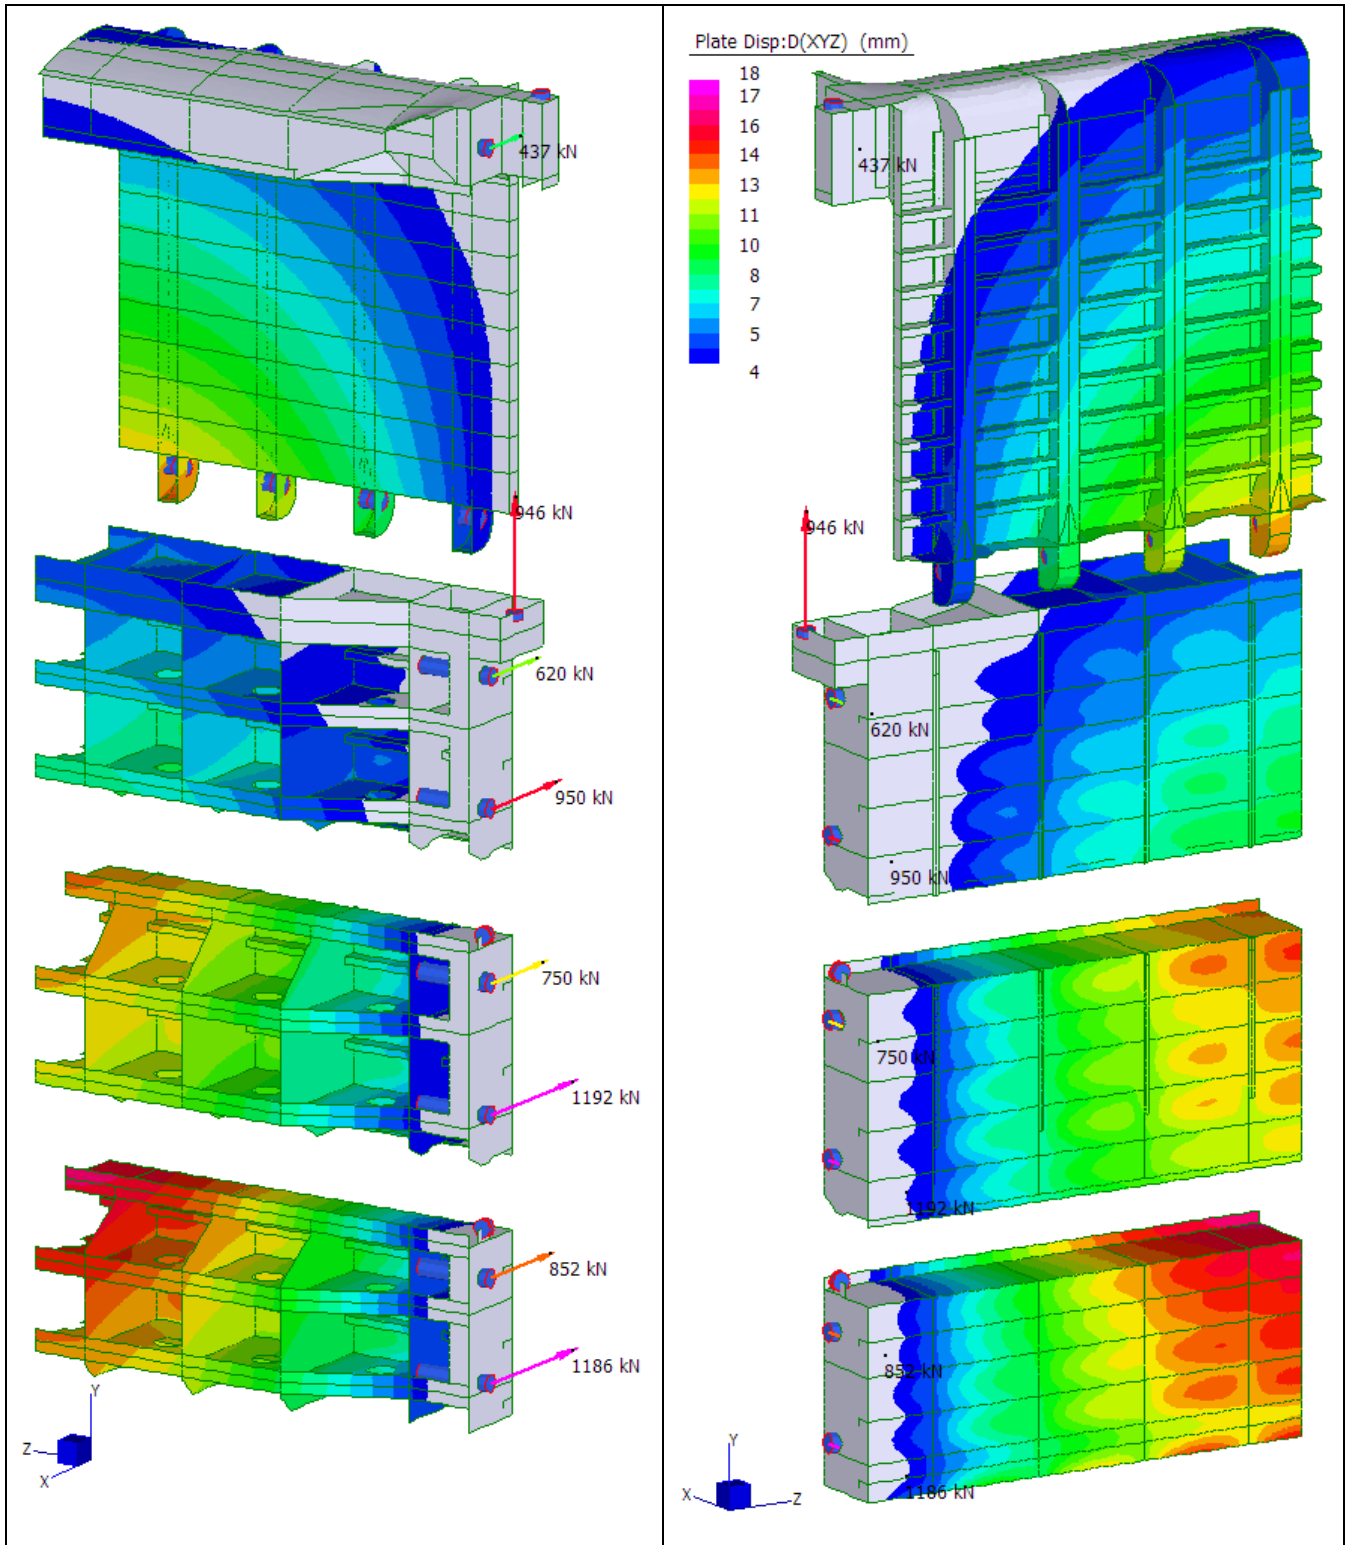 437 kN
946 kN
620 kN
950 kN
750 kN
1192 kN
852 kN
1186 kN
Y
Z
X
Plate Disp:D(XYZ) (mm)
18
17
16
14
13
11
10
8
7
5
4
437 kN
946 kN
620 kN
950 kN
750 kN
1192 kN
852 kN
1186 kN
Y
X
Z